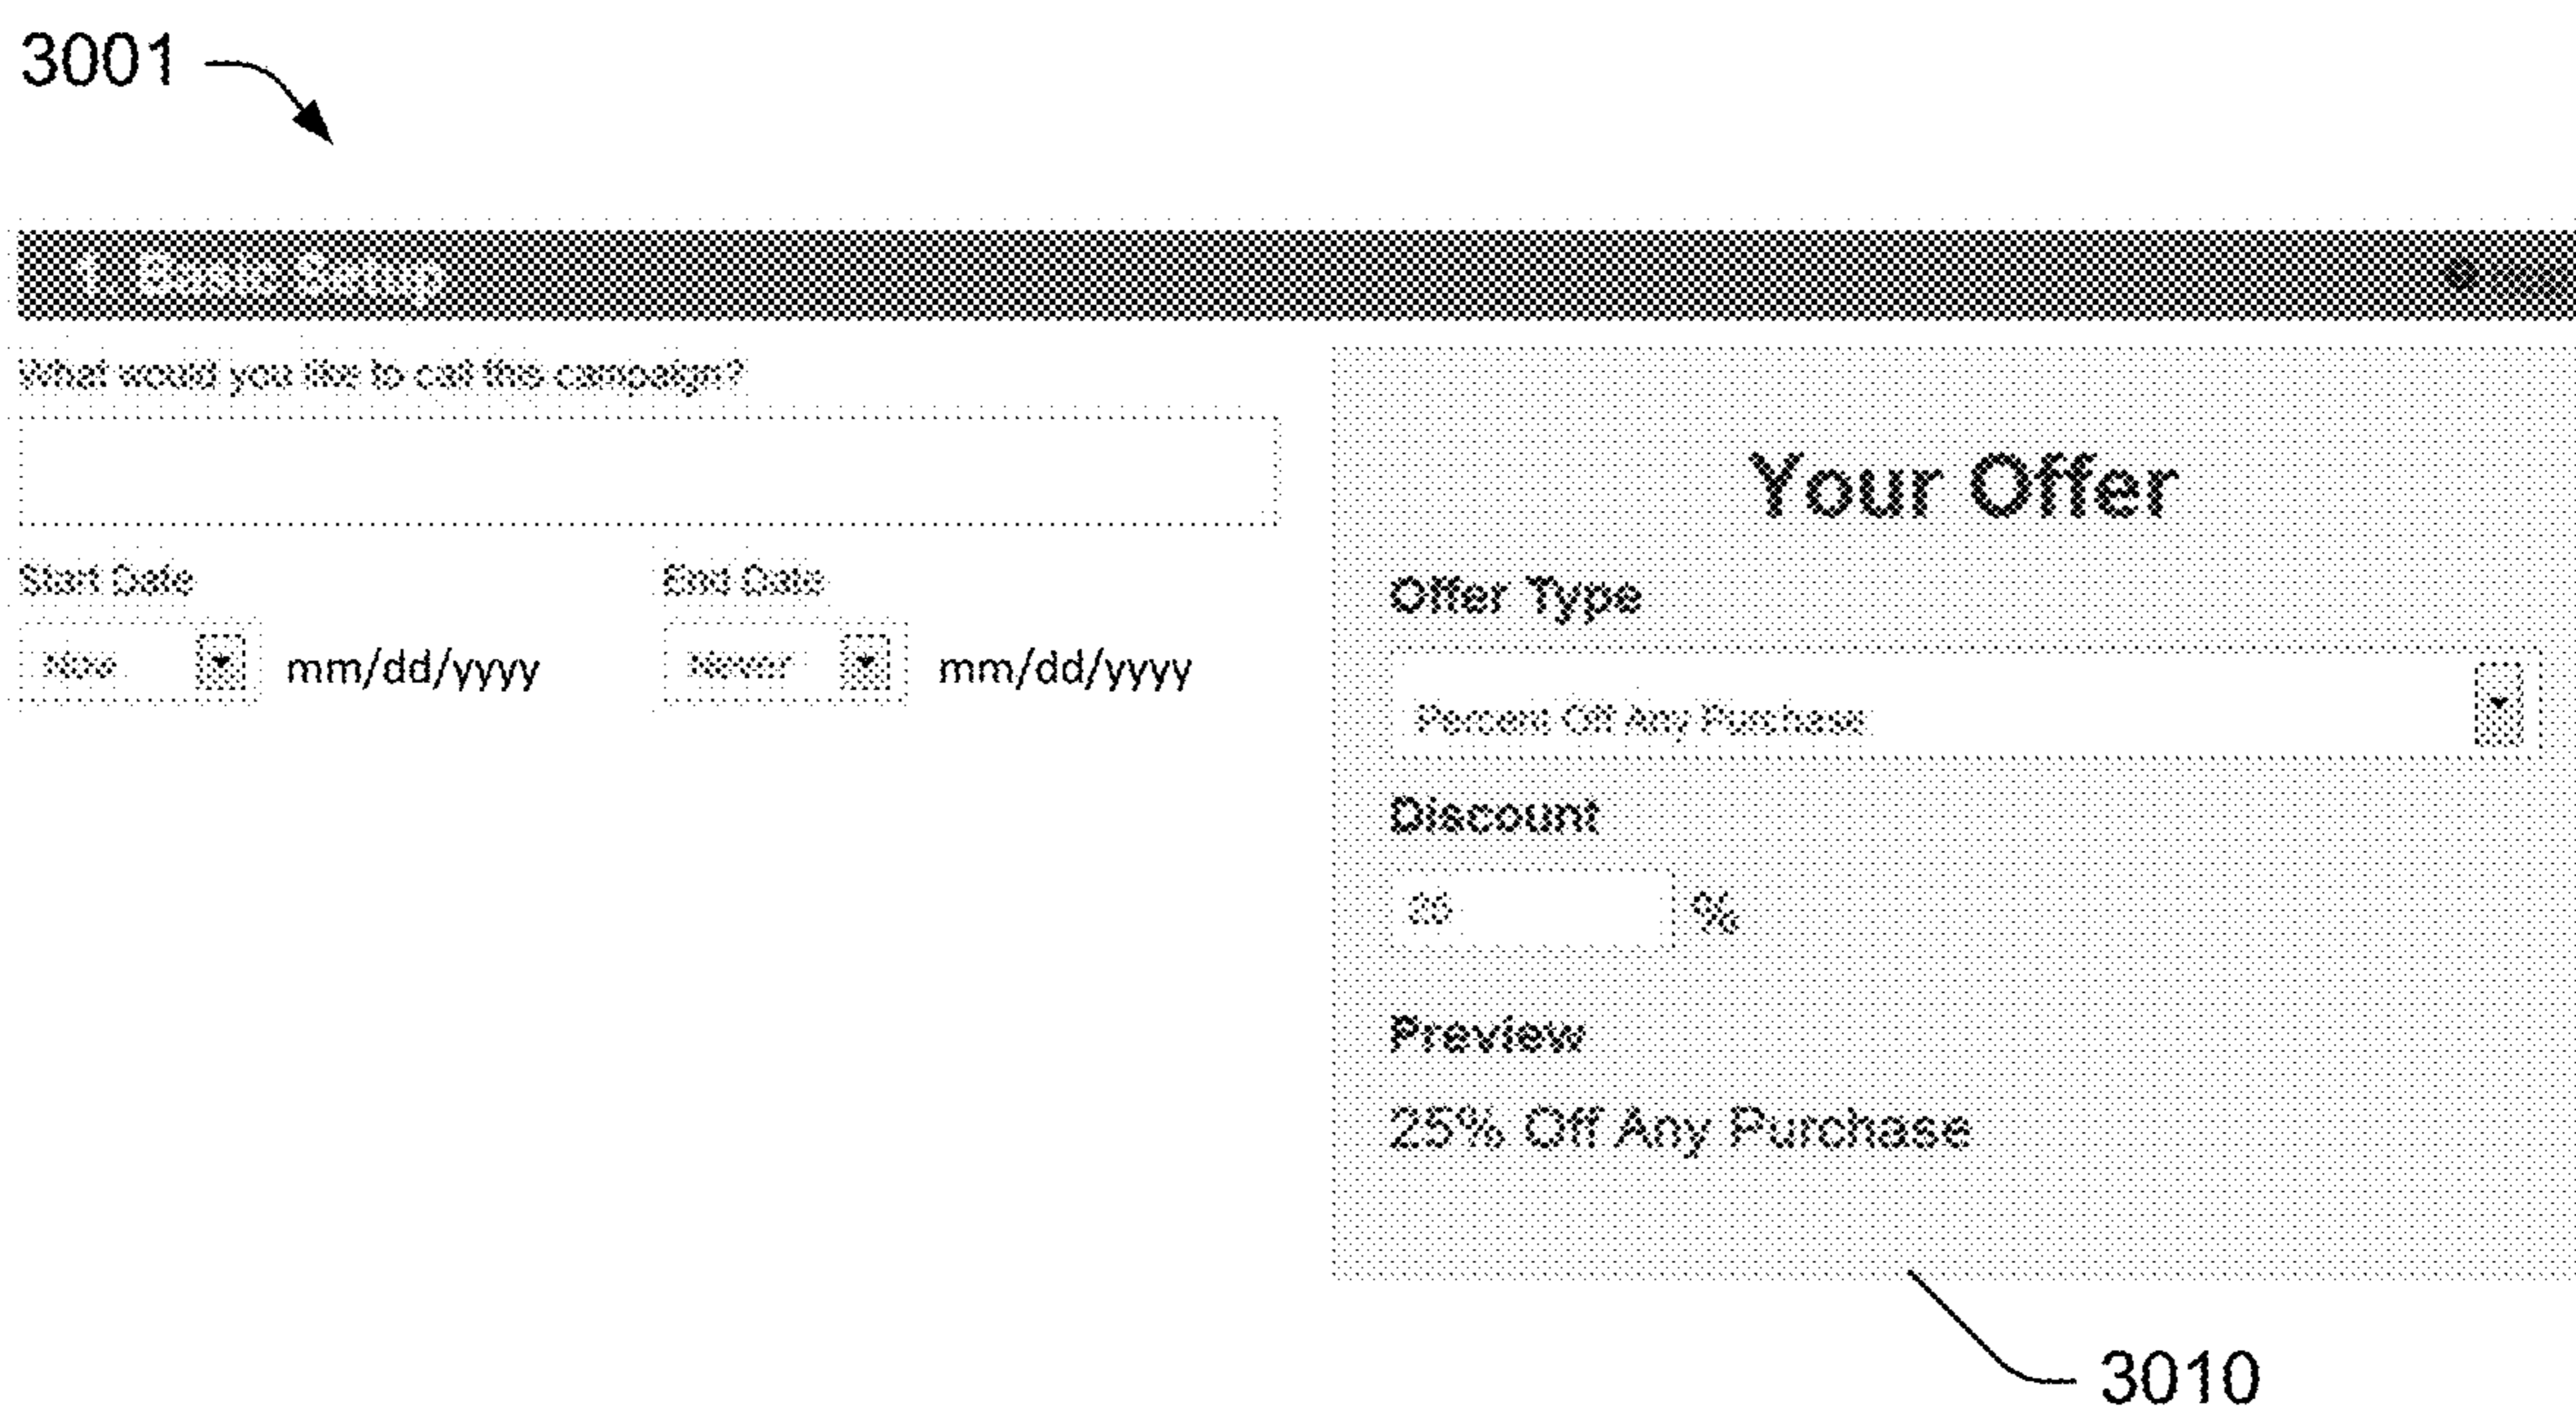 3001
1. Basic Setup
What would you like to call this campaign?
Start Date End Date
Now mm/dd/yyyy Never mm/dd/yyyy
Your Offer
Offer Type
Percent Off Any Purchase
Discount
25 %
Preview
25% Off Any Purchase
3010